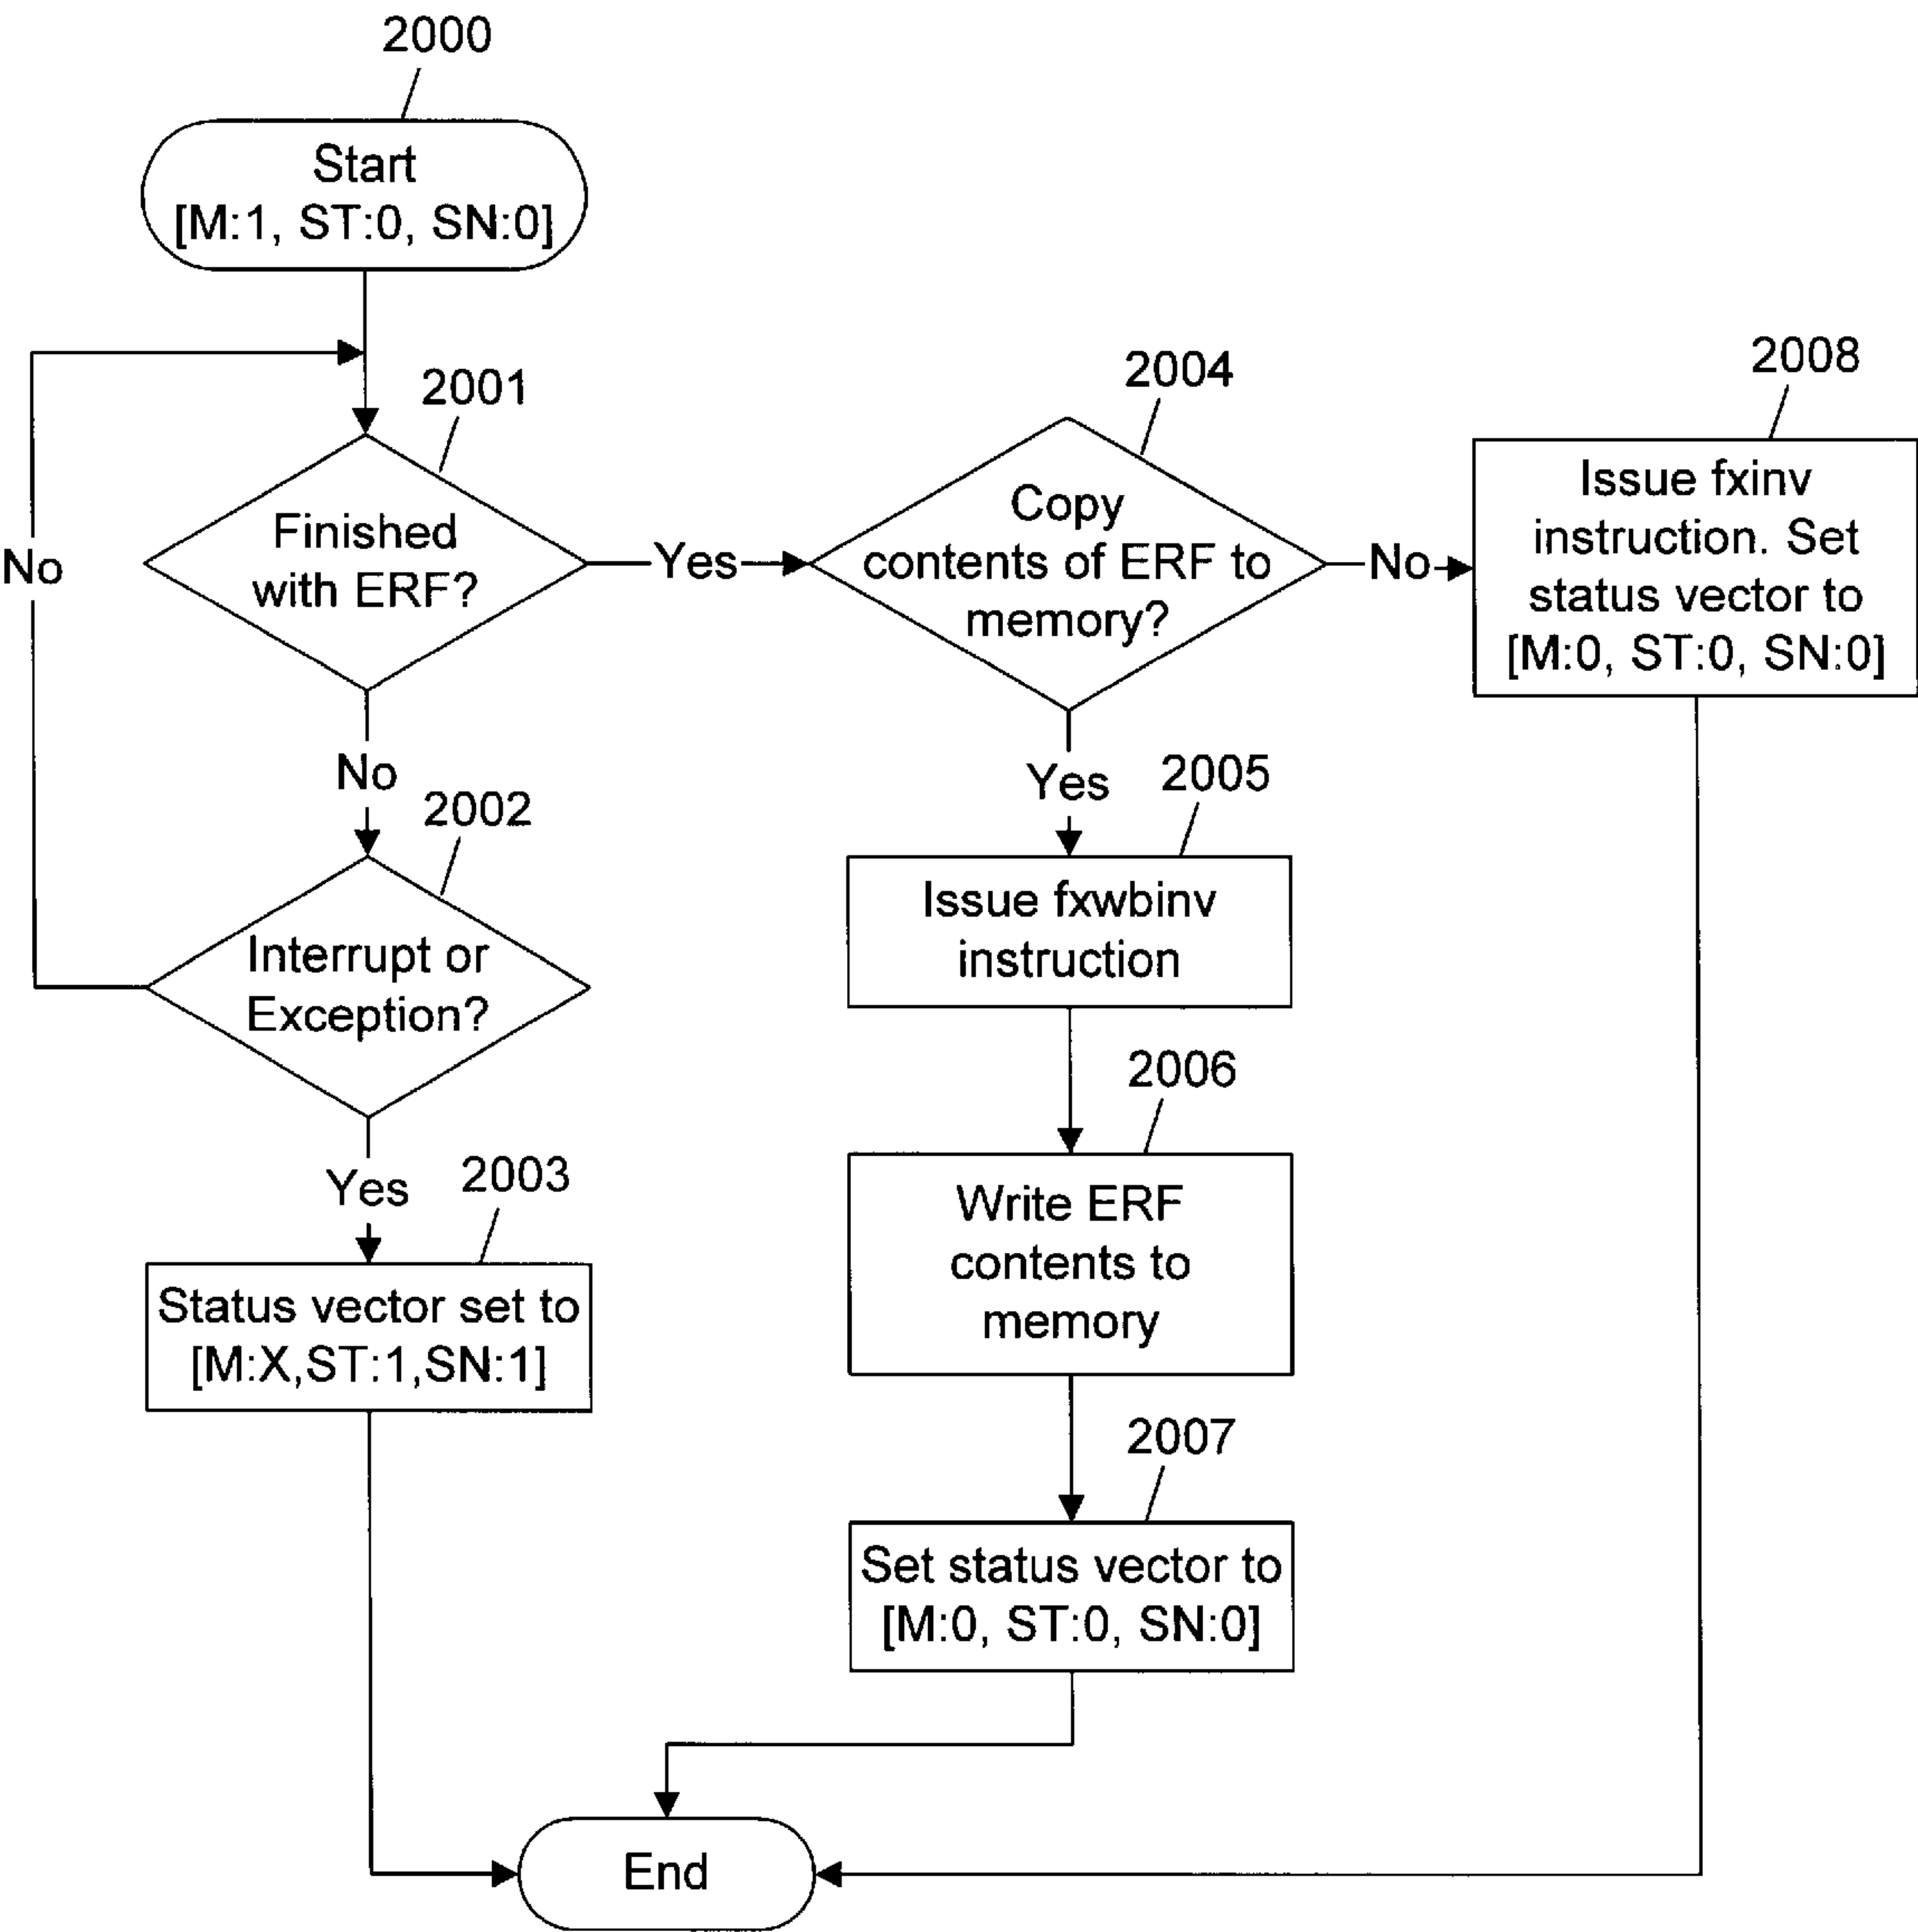 2000
Start
[M:1, ST:0, SN:0]
2001
Finished
with ERF?
No
Yes
No
2002
Interrupt or
Exception?
Yes
2003
Status vector set to
[M:X,ST:1,SN:1]
2004
Copy
contents of ERF to
memory?
No
Yes
2005
Issue fxwbinv
instruction
2006
Write ERF
contents to
memory
2007
Set status vector to
[M:0, ST:0, SN:0]
2008
Issue fxinv
instruction. Set
status vector to
[M:0, ST:0, SN:0]
End